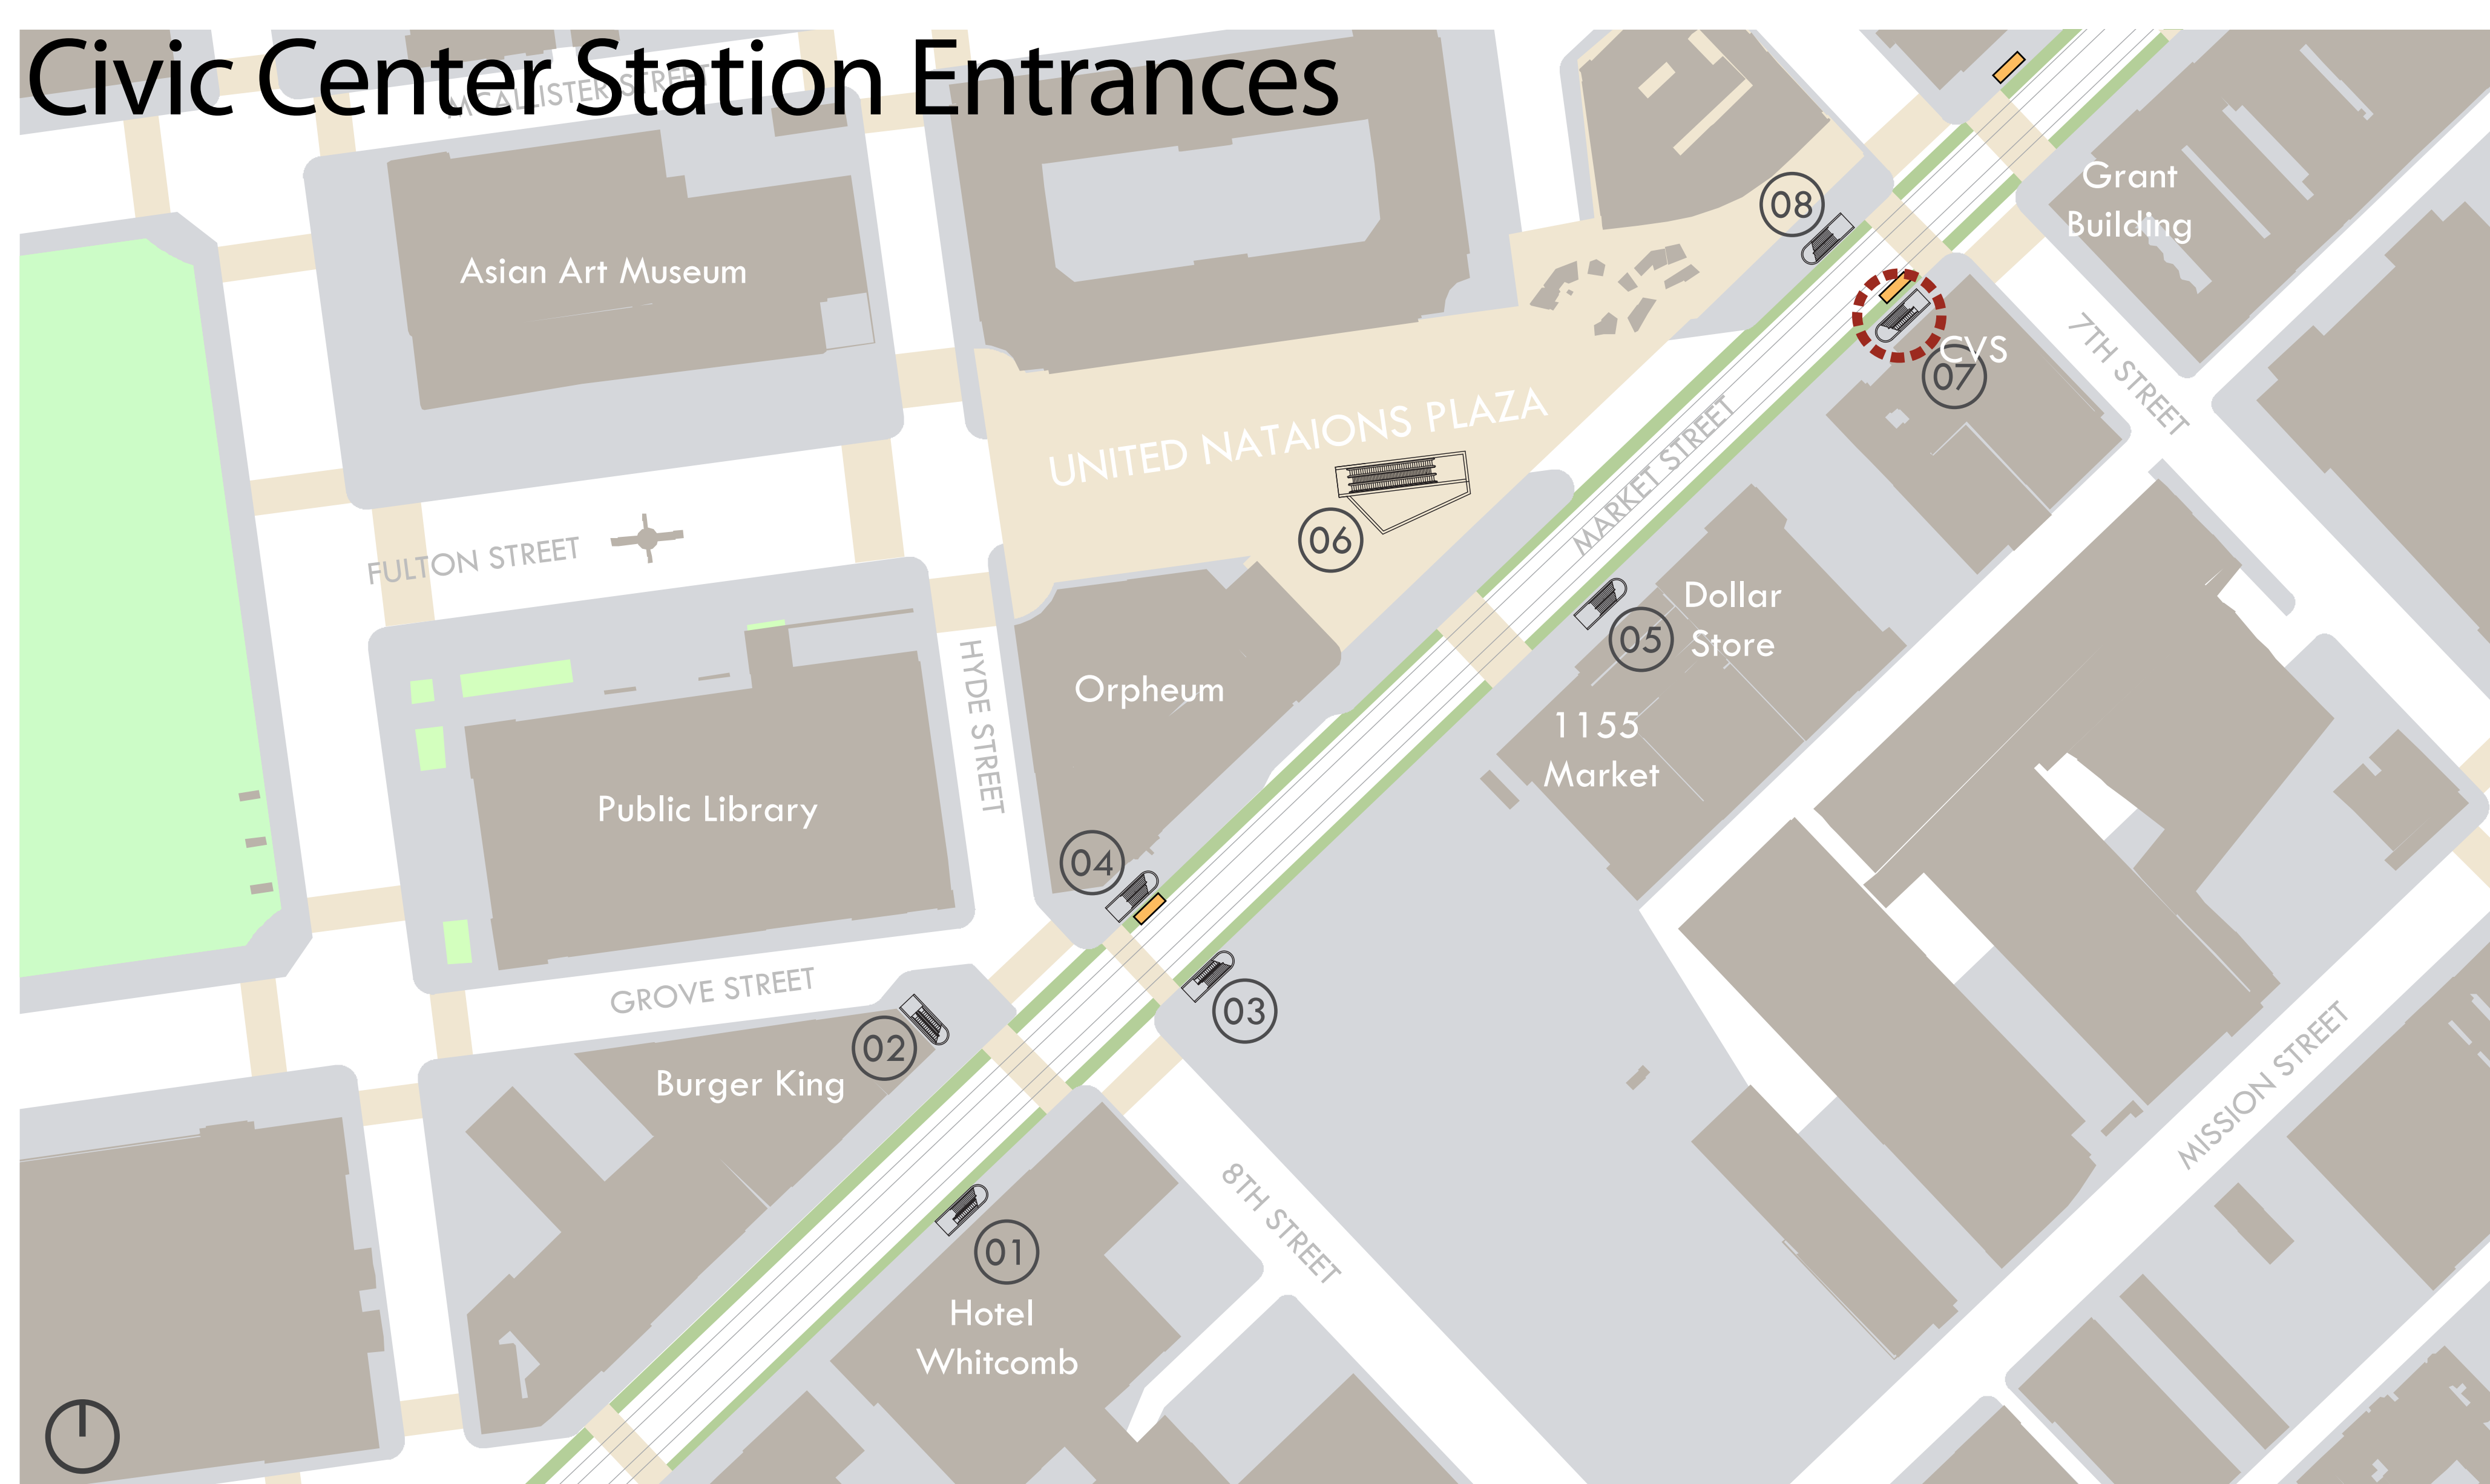 Civic Center Station Entrances
MCALLISTER STREET
Asian Art Museum
08
Grant
Building
CVS
07
7TH STREET
UNITED NATAIONS PLAZA
MARKET STREET
06
FULTON STREET
Dollar
Store
05
HYDE STREET
Orpheum
1155
Market
Public Library
04
03
GROVE STREET
02
Burger King
MISSION STREET
8TH STREET
01
Hotel
Whitcomb